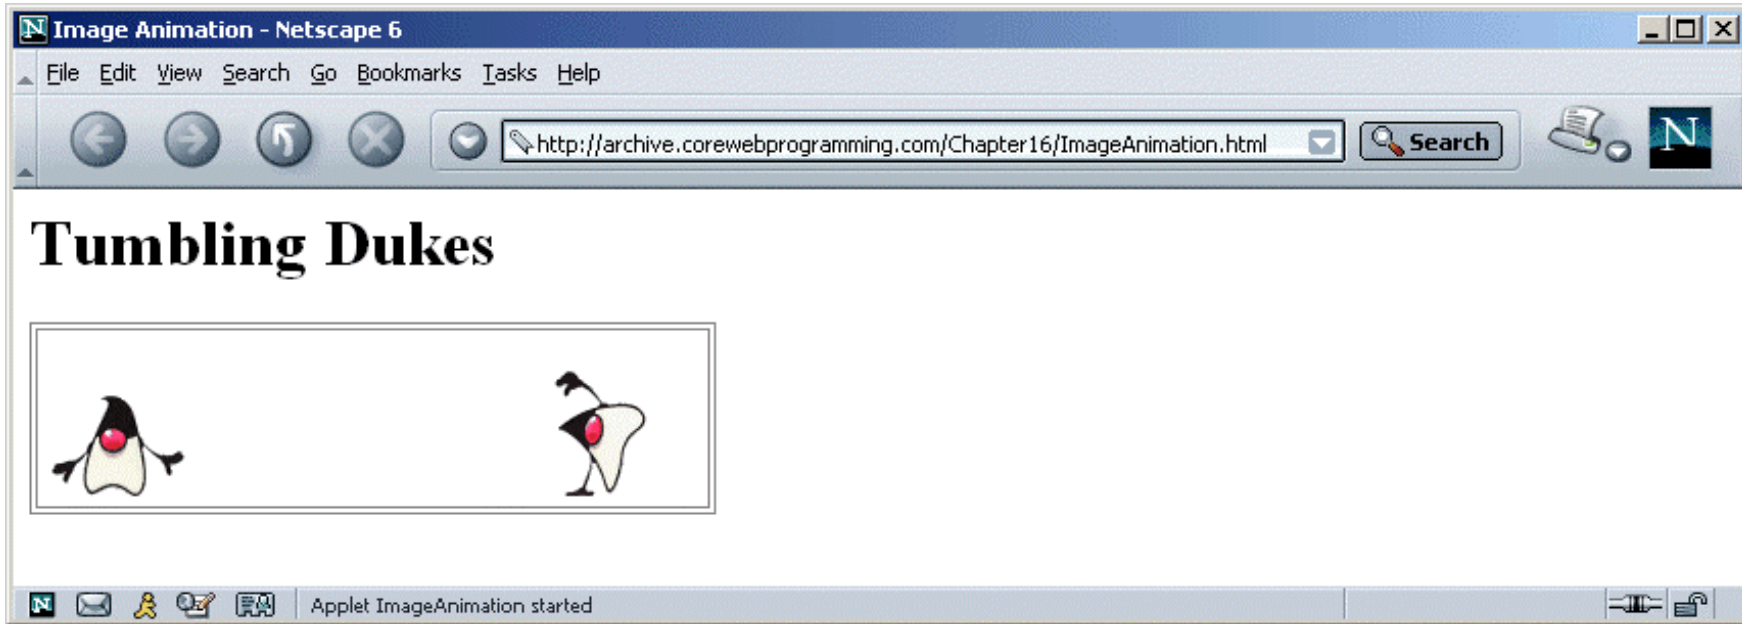 N Image Animation - Netscape 6
File Edit View Search Go Bookmarks Tasks Help
http://archive.corewebprogramming.com/Chapter16/ImageAnimation.html Search N
Tumbling Dukes
N Applet ImageAnimation started